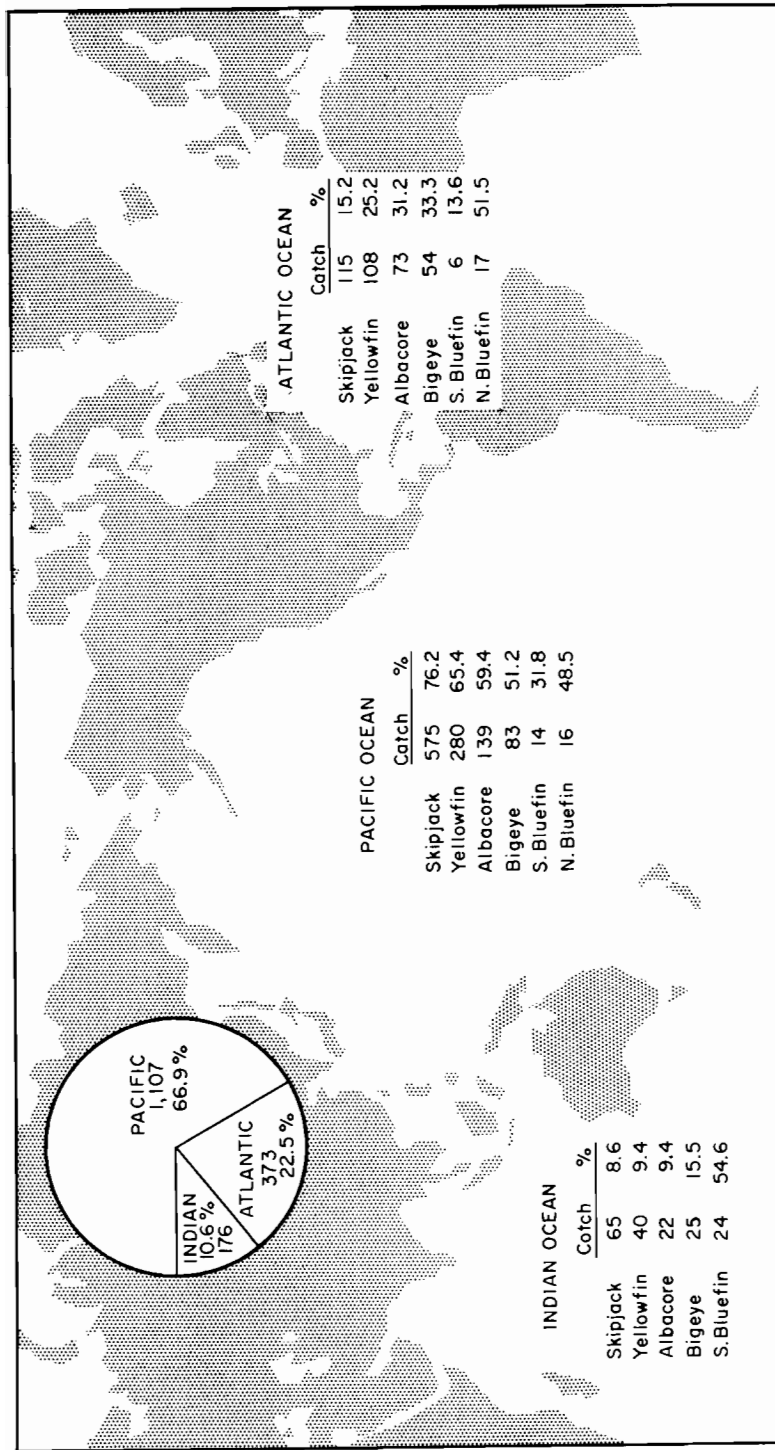 PACIFIC
1,107
66.9 %
INDIAN
10.6 %
176
ATLANTIC
373
22.5 %
INDIAN OCEAN
Catch %
Skipjack 65 8.6
Yellowfin 40 9.4
Albacore 22 9.4
Bigeye 25 15.5
S. Bluefin 24 54.6
PACIFIC OCEAN
Catch %
Skipjack 575 76.2
Yellowfin 280 65.4
Albacore 139 59.4
Bigeye 83 51.2
S. Bluefin 14 31.8
N. Bluefin 16 48.5
ATLANTIC OCEAN
Catch %
Skipjack 115 15.2
Yellowfin 108 25.2
Albacore 73 31.2
Bigeye 54 33.3
S. Bluefin 6 13.6
N. Bluefin 17 51.5